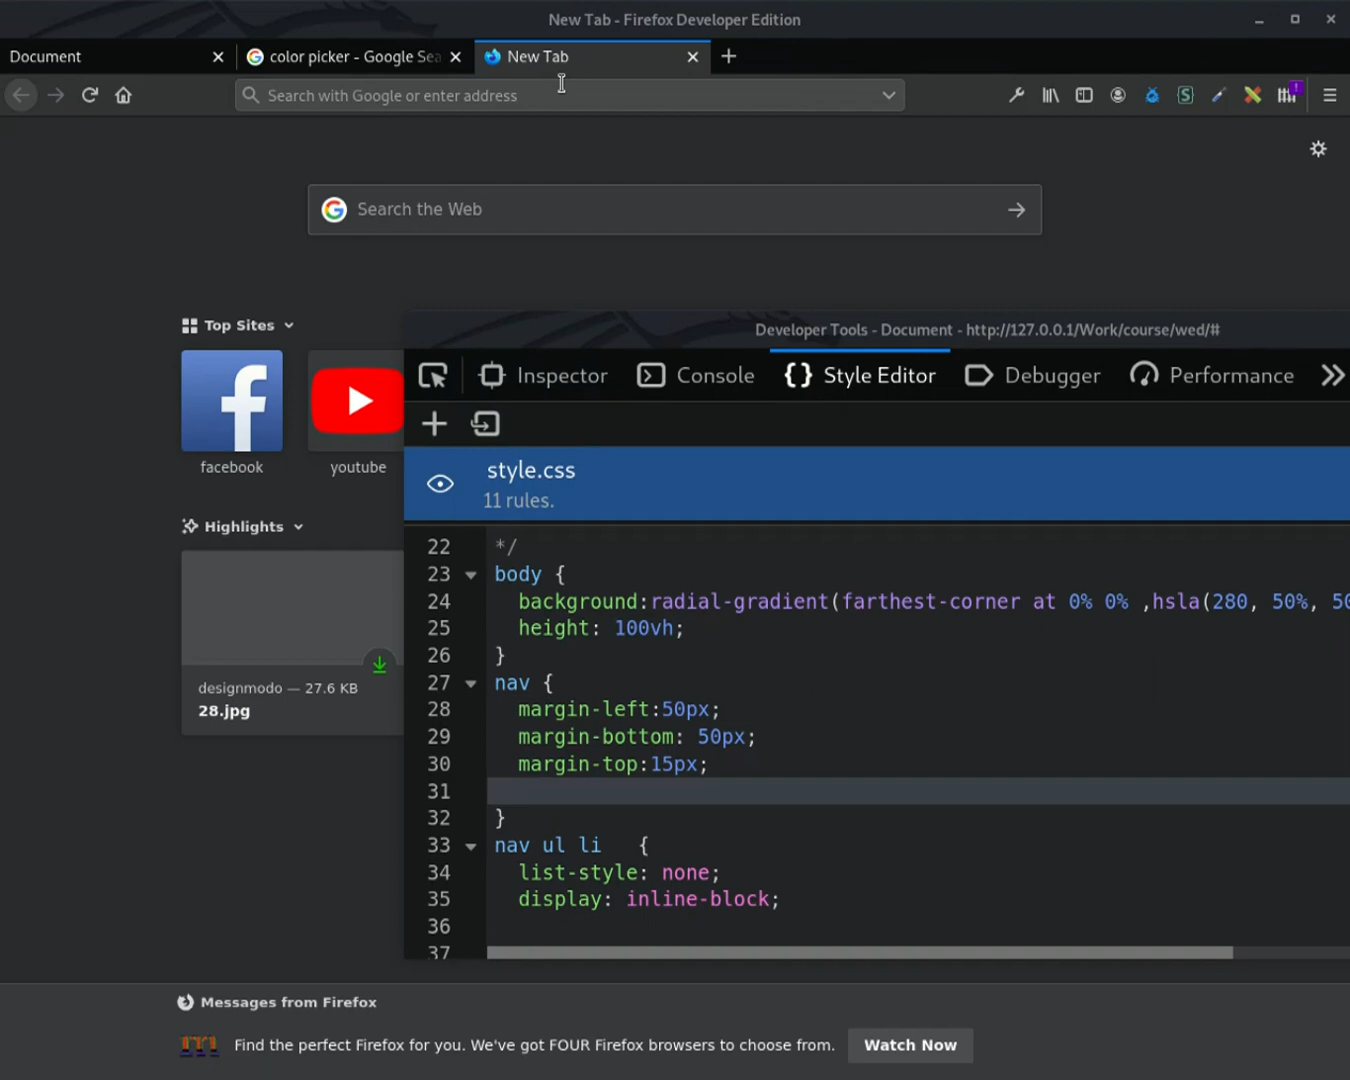 New Tab - Firefox Developer Edition
Document
color picker - Google Sea
New Tab
Search with Google or enter address
Search the Web
Top Sites
facebook
youtube
Highlights
designmodo — 27.6 KB
28.jpg
Developer Tools - Document - http://127.0.0.1/Work/course/wed/#
Inspector
Console
{} Style Editor
Debugger
Performance
style.css
11 rules.
22 */
23 body {
24 background:radial-gradient(farthest-corner at 0% 0% ,hsla(280, 50%, 50
25 height: 100vh;
26 }
27 nav {
28 margin-left:50px;
29 margin-bottom: 50px;
30 margin-top:15px;
31
32 }
33 nav ul li {
34 list-style: none;
35 display: inline-block;
36
37
Messages from Firefox
Find the perfect Firefox for you. We've got FOUR Firefox browsers to choose from.
Watch Now